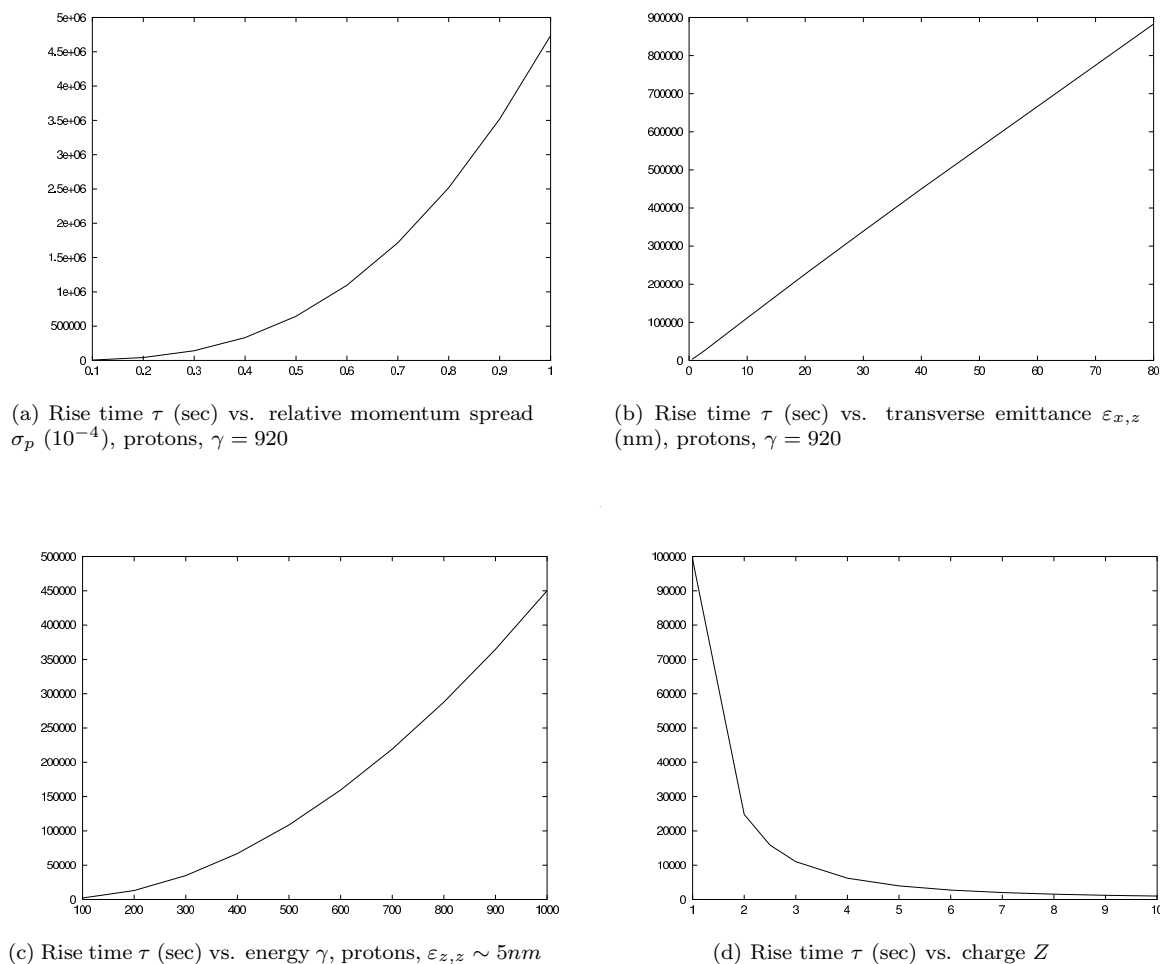 5e+06
4.5e+06
4e+06
3.5e+06
3e+06
2.5e+06
2e+06
1.5e+06
1e+06
500000
0
0.1 0.2 0.3 0.4 0.5 0.6 0.7 0.8 0.9 1
(a) Rise time τ (sec) vs. relative momentum spread
σp (10−4), protons, γ = 920
900000
800000
700000
600000
500000
400000
300000
200000
100000
0
0 10 20 30 40 50 60 70 80
(b) Rise time τ (sec) vs. transverse emittance εx,z
(nm), protons, γ = 920
500000
450000
400000
350000
300000
250000
200000
150000
100000
50000
0
100 200 300 400 500 600 700 800 900 1000
(c) Rise time τ (sec) vs. energy γ, protons, εz,z ∼ 5nm
100000
90000
80000
70000
60000
50000
40000
30000
20000
10000
0
1 2 3 4 5 6 7 8 9 10
(d) Rise time τ (sec) vs. charge Z